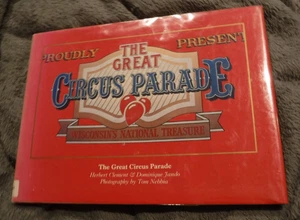 PROUDLY PRESENT
THE
GREAT
CIRCUS PARADE
WISCONSIN'S NATIONAL TREASURE
The Great Circus Parade
Herbert Clement & Dominique Jando
Photography by Tom Nebbia